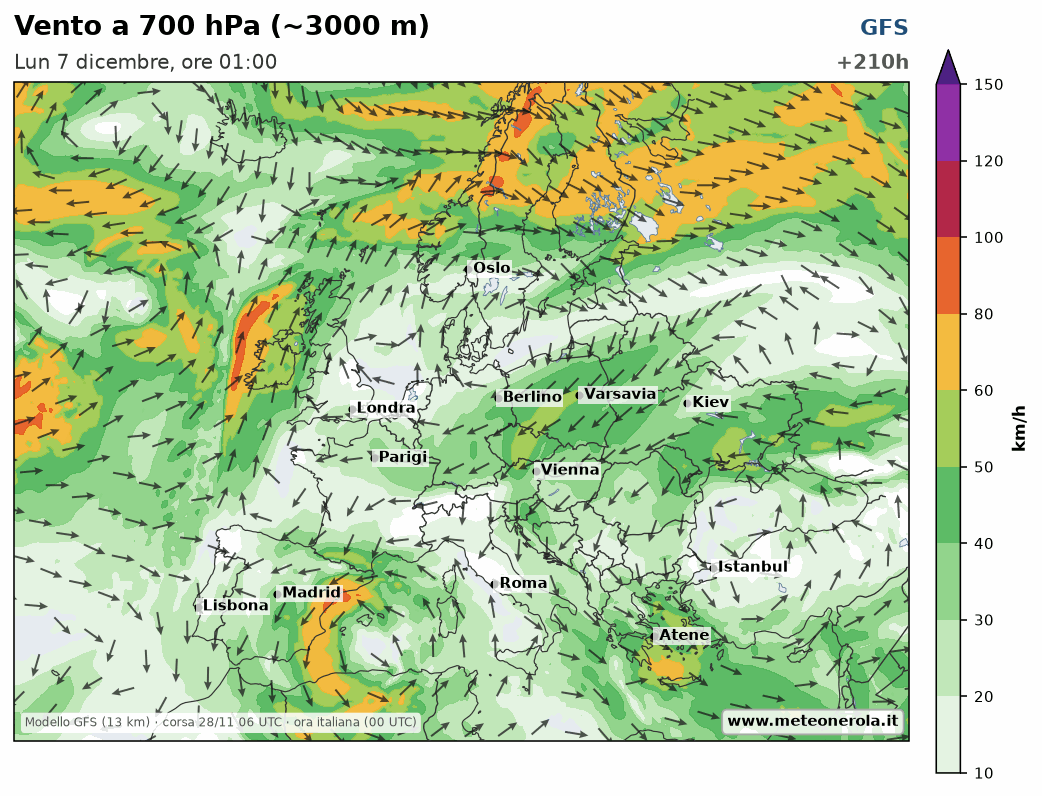 Vento a 700 hPa (~3000 m)
GFS
Lun 7 dicembre, ore 01:00
+210h
150
120
100
80
60
50
40
30
20
10
km/h
Oslo
Berlino
Varsavia
Kiev
Londra
Parigi
Vienna
Istanbul
Roma
Madrid
Lisbona
Atene
Modello GFS (13 km) · corsa 28/11 06 UTC · ora italiana (00 UTC)
www.meteonerola.it